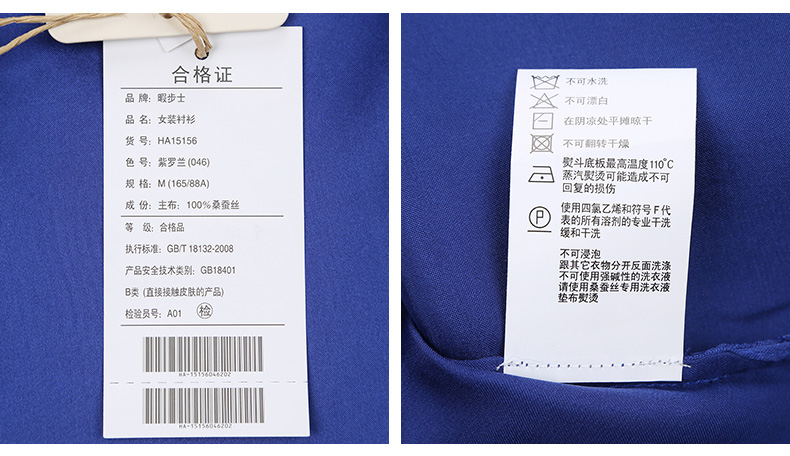 合格证
品 牌: 暇步士
品 名: 女装衬衫
货 号: HA15156
色 号: 紫罗兰(046)
规 格: M (165/88A)
成 份: 主布: 100%桑蚕丝
等 级: 合格品
执行标准: GB/T 18132-2008
产品安全技术类别: GB18401
B类 (直接接触皮肤的产品)
检验员号: A01 检
HA-15156046202
HA-15156046202
不可水洗
不可漂白
在阴凉处平摊晾干
不可翻转干燥
熨斗底板最高温度110°C
蒸汽熨烫可能造成不可
回复的损伤
P
使用四氯乙烯和符号F代
表的所有溶剂的专业干洗
缓和干洗
不可浸泡
跟其它衣物分开反面洗涤
不可使用强碱性的洗衣液
请使用桑蚕丝专用洗衣液
垫布熨烫